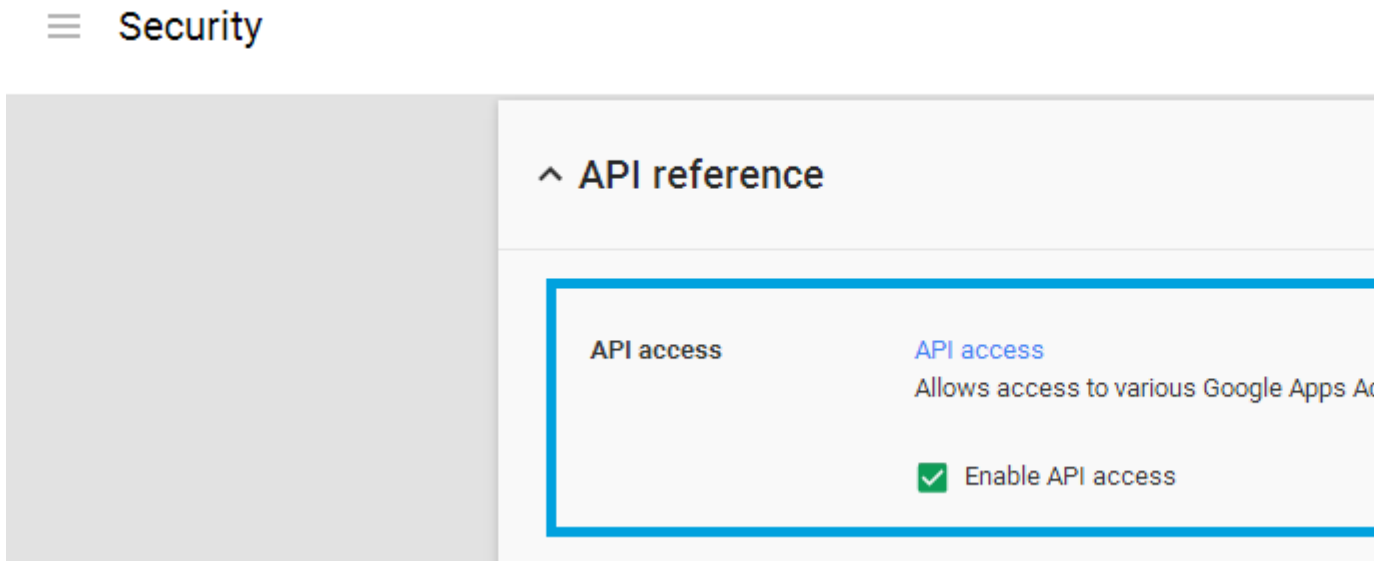 Security
API reference
API access
API access
Allows access to various Google Apps
Enable API access